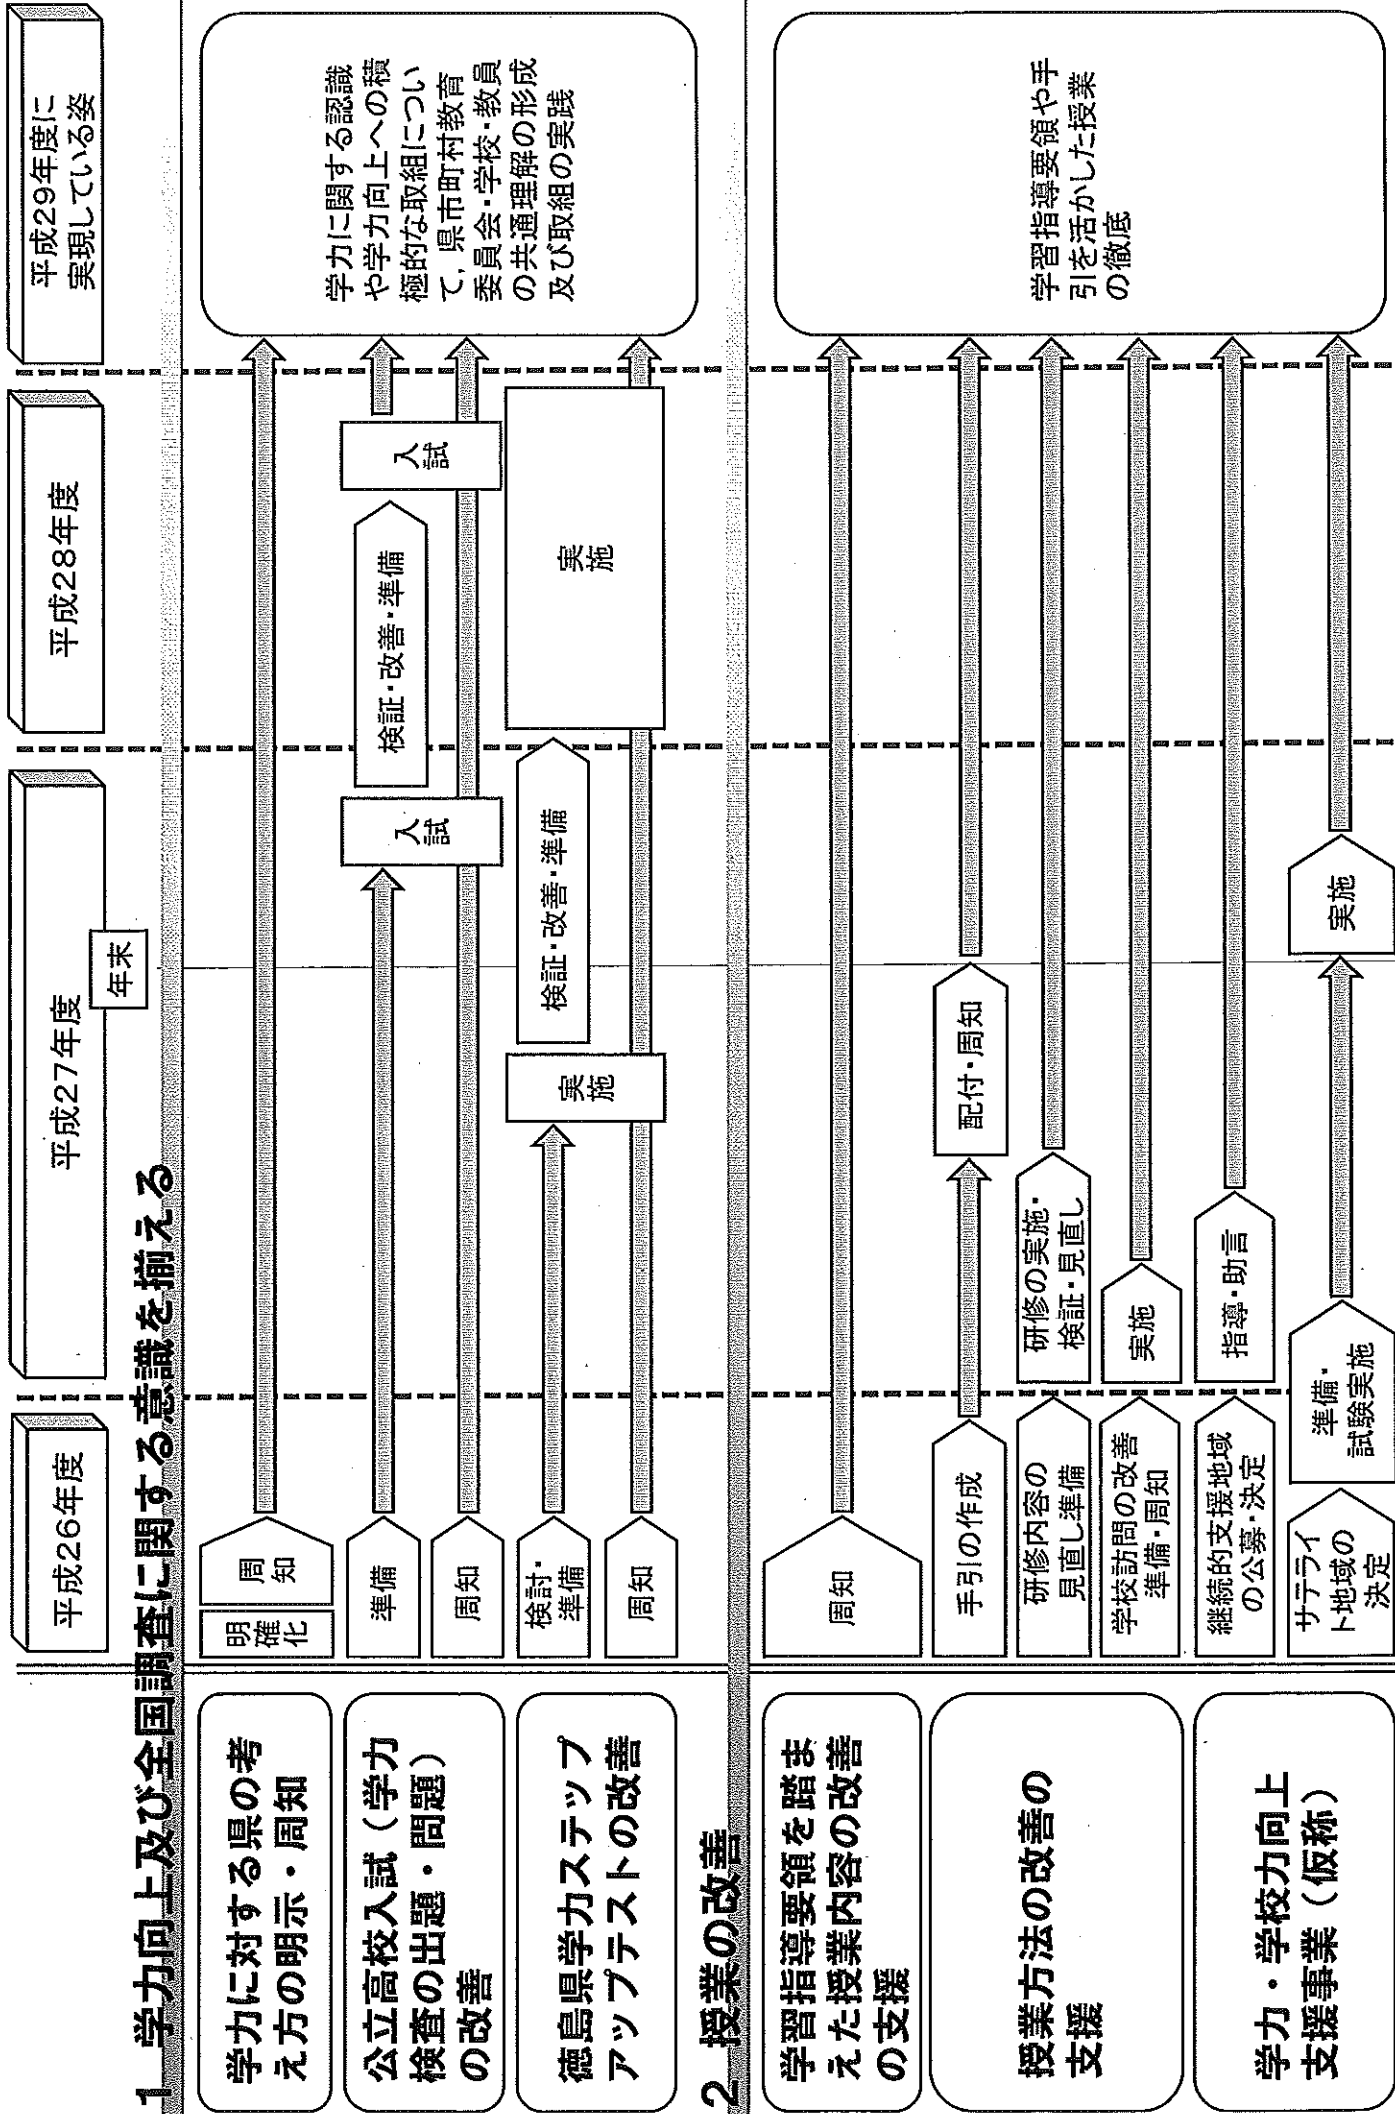 平成26年度
平成27年度
年末
平成28年度
平成29年度に
実現している姿
1 学力向上及び全国調査に関する意識を揃える
学力に対する県の考
え方の明示・周知
明
確
化
周
知
公立高校入試（学力
検査の出題・問題）
の改善
準備
入
試
検証・改善・準備
入
試
周知
徳島県学力ステップ
アップテストの改善
検討・
準備
実
施
検証・改善・準備
実
施
周知
学力に関する認識
や学力向上への積
極的な取組につい
て，県市町村教育
委員会・学校・教員
の共通理解の形成
及び取組の実践
2 授業の改善
学習指導要領を踏ま
えた授業内容の改善
の支援
周知
授業方法の改善の
支援
手引の作成
配付・周知
研修内容の
見直し準備
研修の実施・
検証・見直し
学校訪問の改善
準備・周知
実施
学力・学校力向上
支援事業（仮称）
継続的支援地域
の公募・決定
指導・助言
サテライ
ト地域の
決定
準備・
試験実施
実施
学習指導要領や手
引を活かした授業
の徹底